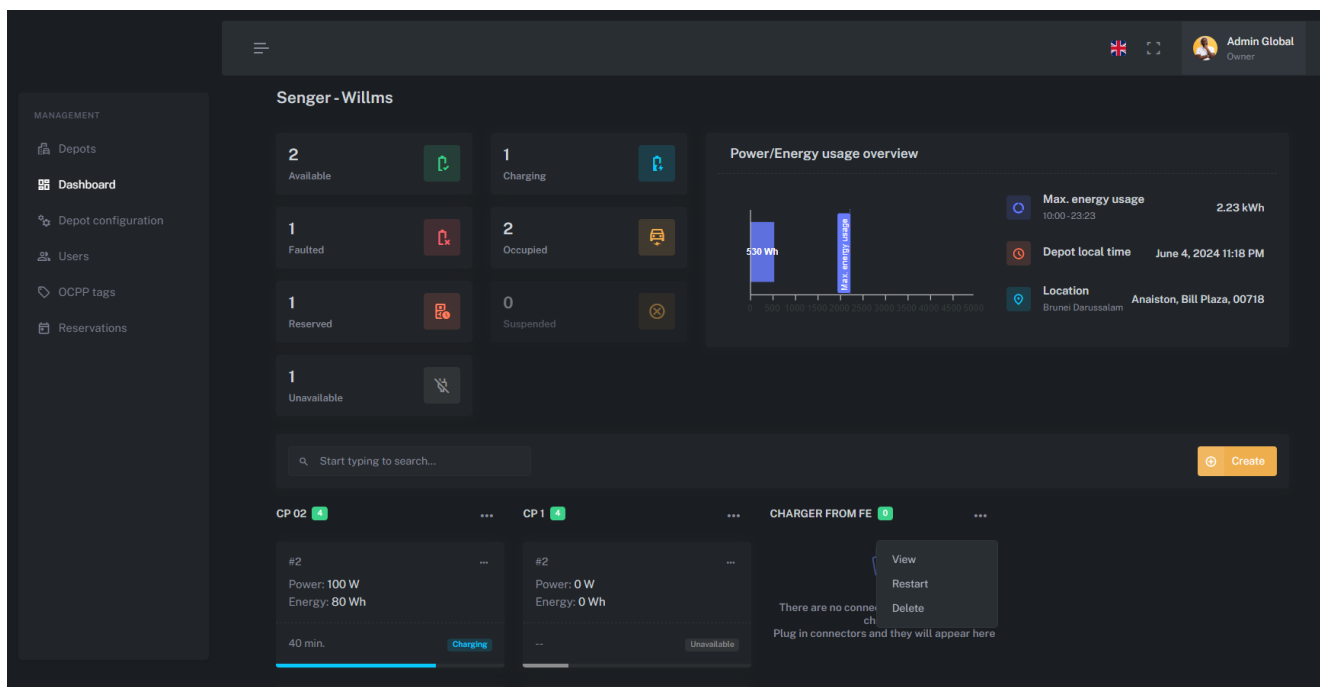 Admin Global
Owner
MANAGEMENT
Depots
Dashboard
Depot configuration
Users
OCPP tags
Reservations
Senger - Willms
2
Available
1
Charging
1
Faulted
2
Occupied
1
Reserved
0
Suspended
1
Unavailable
Power/Energy usage overview
530 Wh
Max. energy usage
0 500 1000 1500 2000 2500 3000 3500 4000 4500 5000
Max. energy usage
10:00 - 23:23
2.23 kWh
Depot local time
June 4, 2024 11:18 PM
Location
Brunei Darussalam
Anaiston, Bill Plaza, 00718
Start typing to search...
Create
CP 02 4
#2
Power: 100 W
Energy: 80 Wh
40 min.
Charging
CP 1 4
#2
Power: 0 W
Energy: 0 Wh
--
Unavailable
CHARGER FROM FE 0
View
Restart
Delete
There are no
Plug in connectors and they will appear here